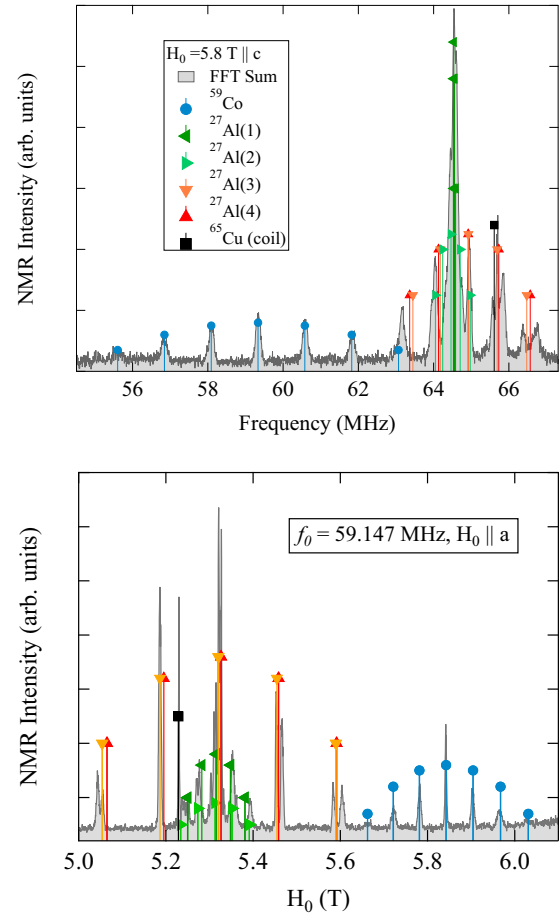 H₀ =5.8 T || c
FFT Sum
⁵⁹Co
²⁷Al(1)
²⁷Al(2)
²⁷Al(3)
²⁷Al(4)
⁶⁵Cu (coil)
NMR Intensity (arb. units)
56 58 60 62 64 66
Frequency (MHz)
f₀ = 59.147 MHz, H₀ || a
NMR Intensity (arb. units)
5.0 5.2 5.4 5.6 5.8 6.0
H₀ (T)